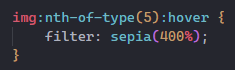 img:nth-of-type(5):hover {
    filter: sepia(400%);
}